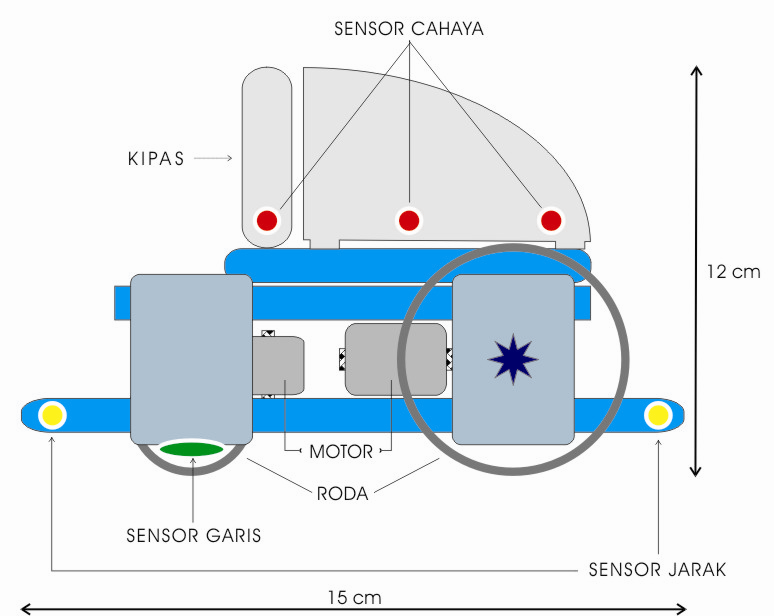 SENSOR CAHAYA
KIPAS
12 cm
MOTOR
RODA
SENSOR GARIS
SENSOR JARAK
15 cm